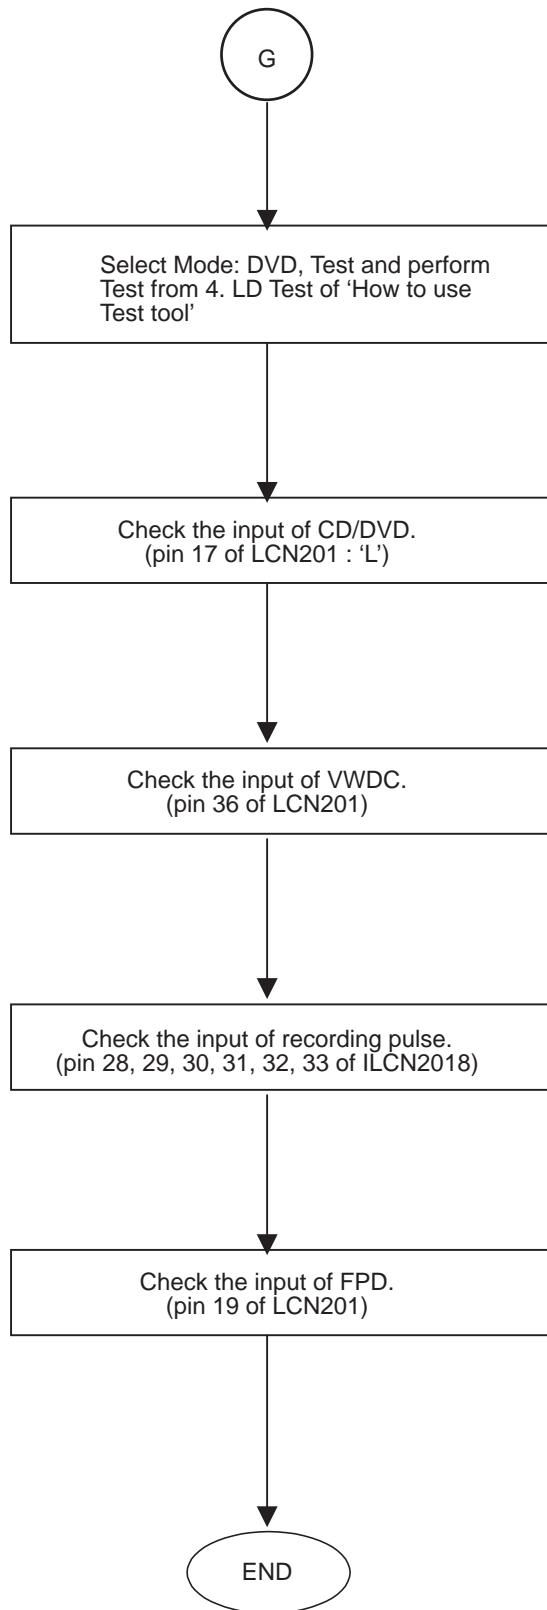 G
Select Mode: DVD, Test and perform
Test from 4. LD Test of ‘How to use
Test tool’
Check the input of CD/DVD.
(pin 17 of LCN201 : ‘L’)
Check the input of VWDC.
(pin 36 of LCN201)
Check the input of recording pulse.
(pin 28, 29, 30, 31, 32, 33 of ILCN2018)
Check the input of FPD.
(pin 19 of LCN201)
END